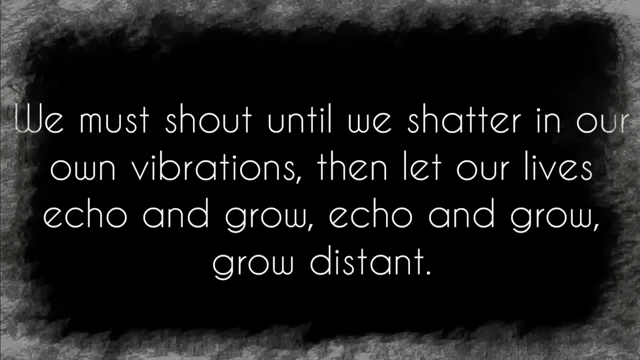 We must shout until we shatter in our
own vibrations, then let our lives
echo and grow, echo and grow,
grow distant.